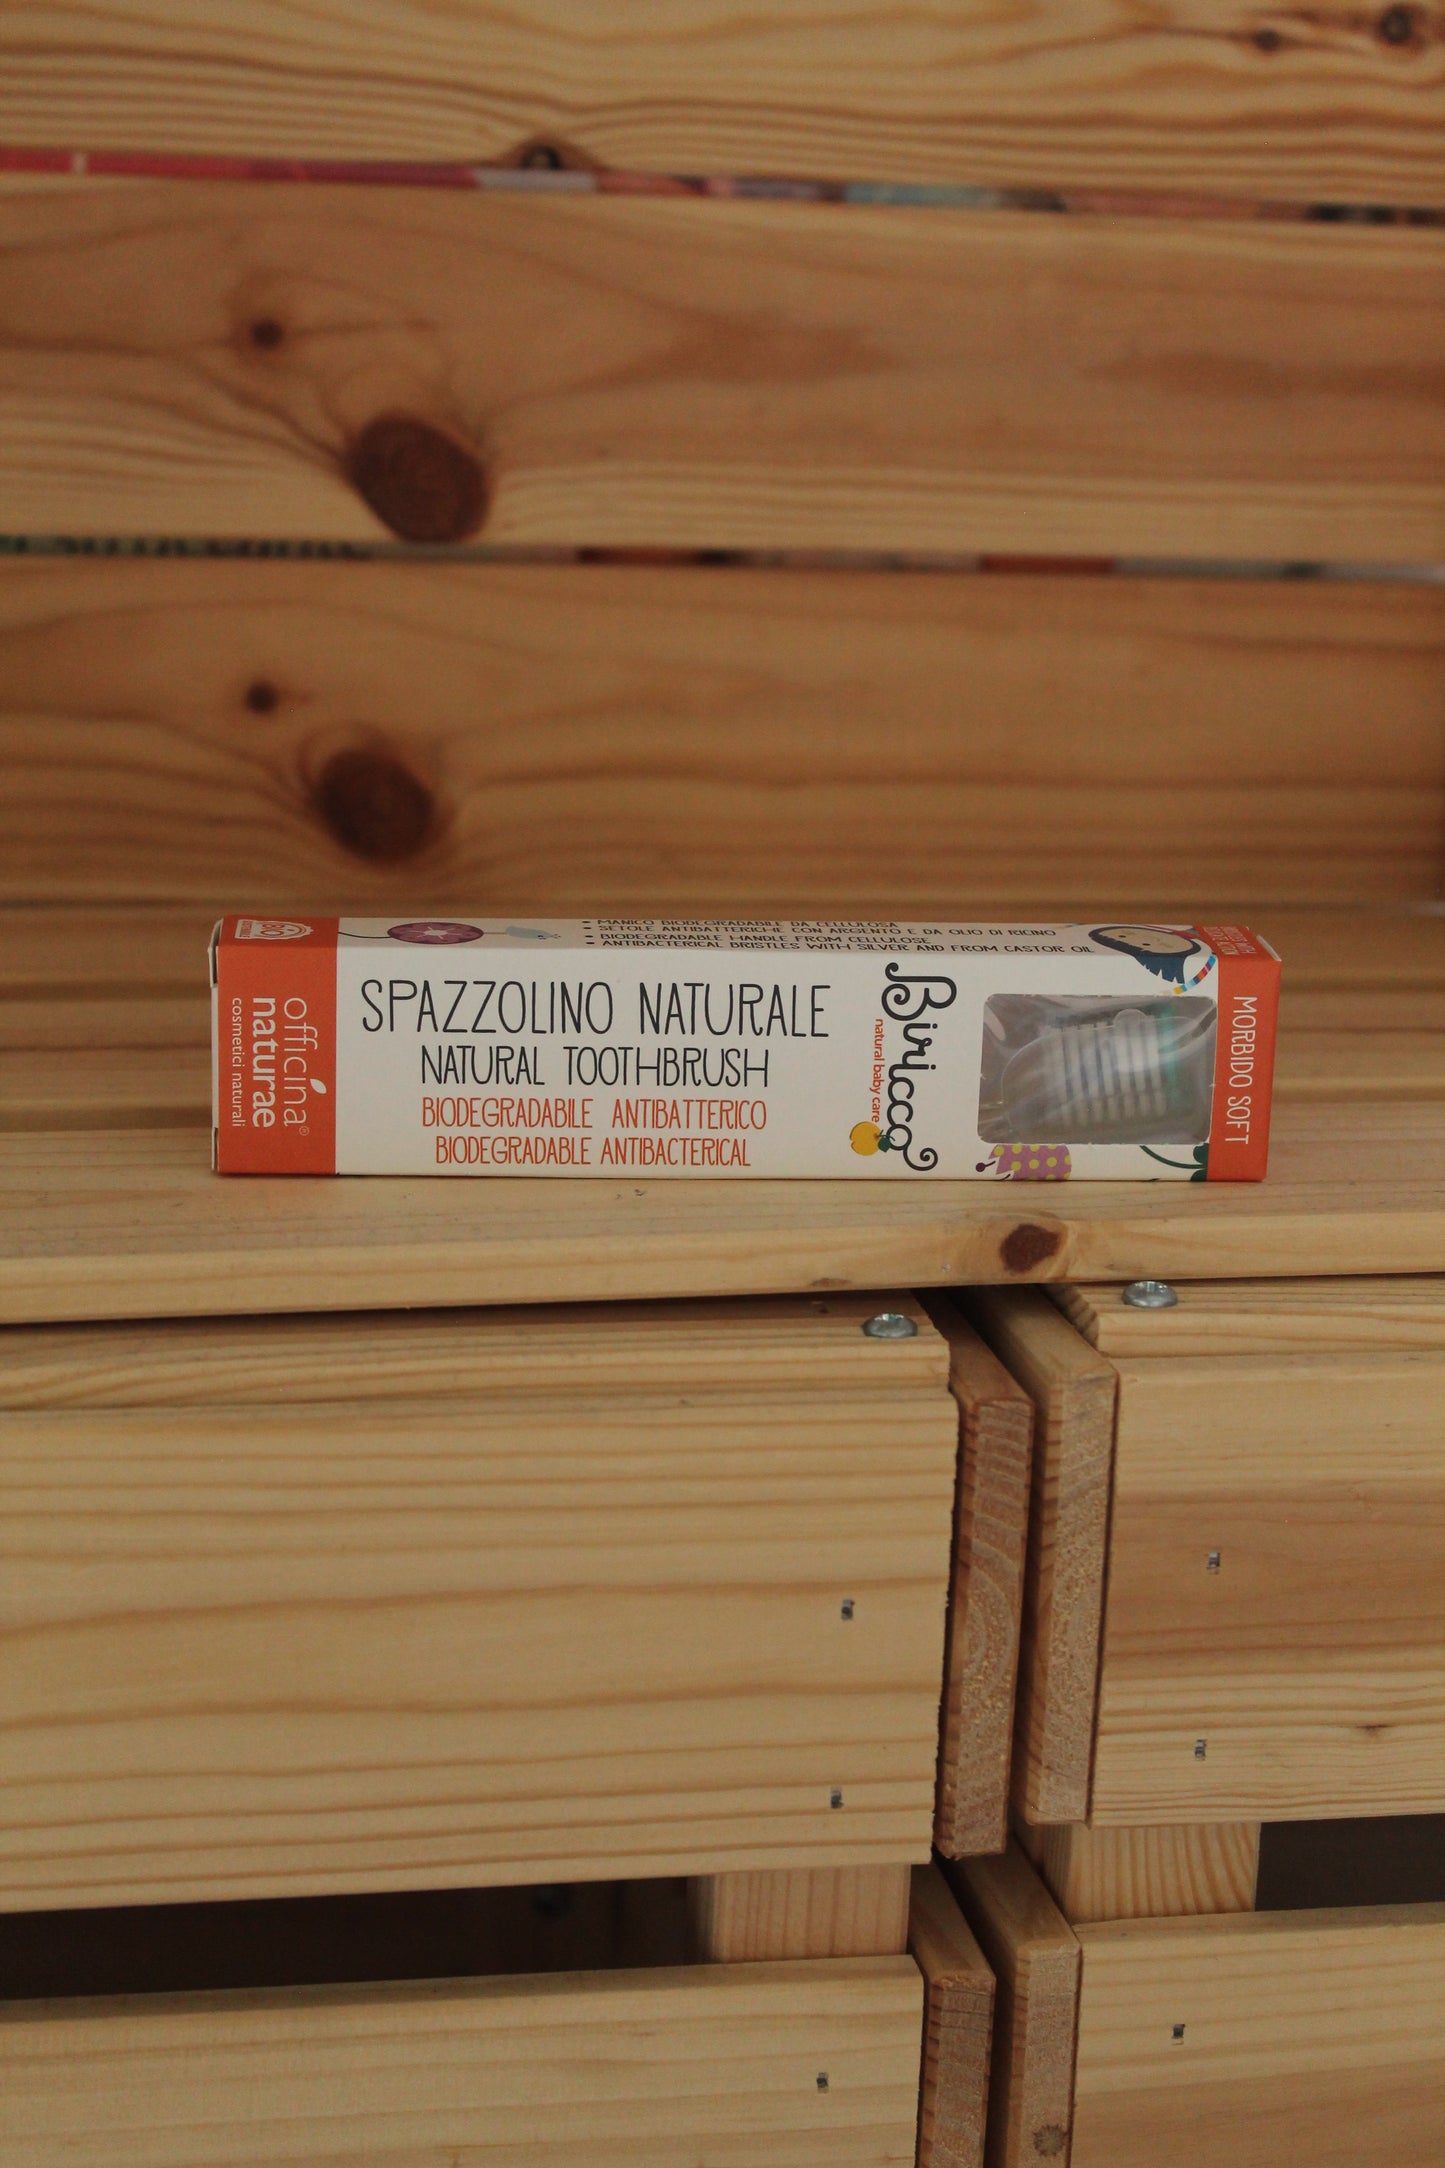 officina®
naturae
cosmetici naturali
• MANICO BIODEGRADABILE DA CELLULOSA
• SETOLE ANTIBATTERICHE CON ARGENTO E DA OLIO DI RICINO
• BIODEGRADABLE HANDLE FROM CELLULOSE
• ANTIBACTERICAL BRISTLES WITH SILVER AND FROM CASTOR OIL
SPAZZOLINO NATURALE
NATURAL TOOTHBRUSH
BIODEGRADABILE ANTIBATTERICO
BIODEGRADABLE ANTIBACTERICAL
Biricco
natural baby care
MORBIDO SOFT